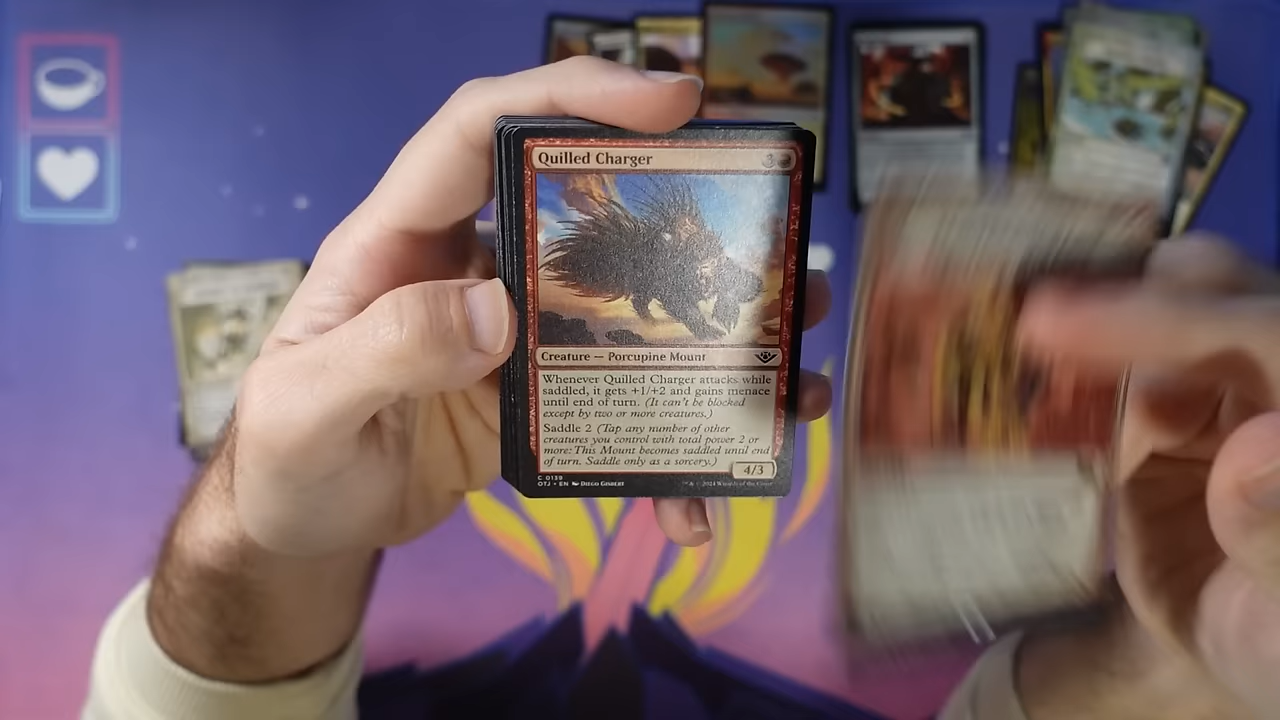 Quilled Charger 3
Creature — Porcupine Mount
Whenever Quilled Charger attacks while
saddled, it gets +1/+2 and gains menace
until end of turn. (It can't be blocked
except by two or more creatures.)
Saddle 2 (Tap any number of other
creatures you control with total power 2 or
more: This Mount becomes saddled until end
of turn. Saddle only as a sorcery.)
4/3
C 0139
OTJ • EN Diego Gisbert
™ & © 2024 Wizards of the Coast